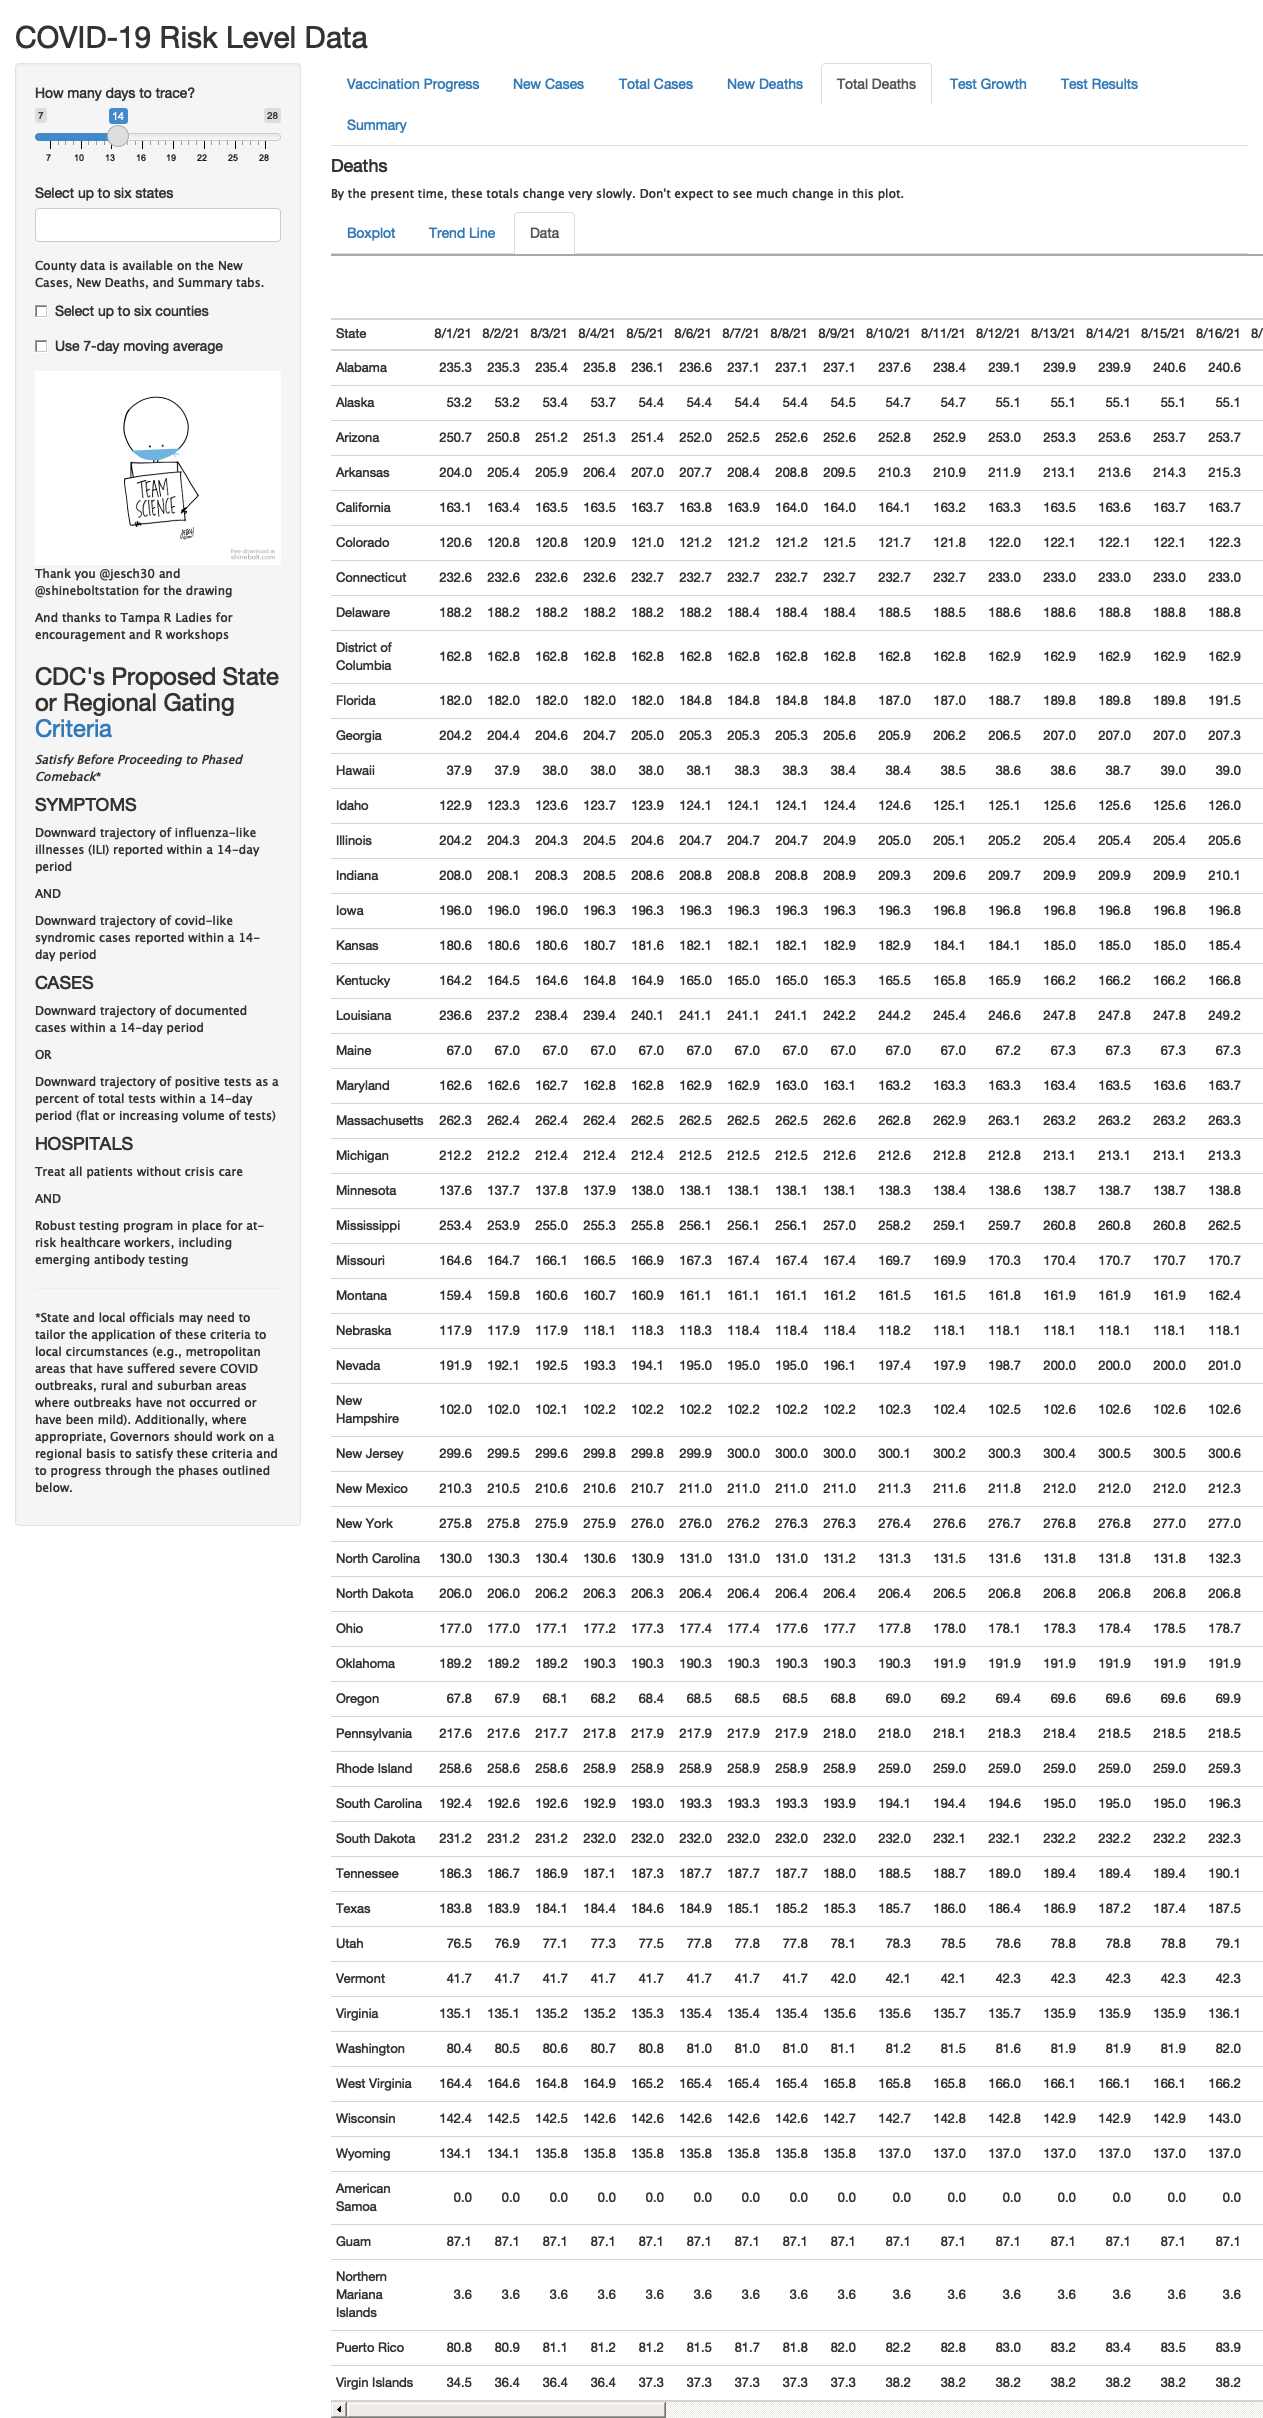 COVID-19 Risk Level Data
How many days to trace?
7 14 28
7 10 13 16 19 22 25 28
Select up to six states
County data is available on the New
Cases, New Deaths, and Summary tabs.
Select up to six counties
Use 7-day moving average
TEAM
SCIENCE
free download at
shinebolt.com
Thank you @jesch30 and
@shineboltstation for the drawing
And thanks to Tampa R Ladies for
encouragement and R workshops
CDC's Proposed State
or Regional Gating
Criteria
Satisfy Before Proceeding to Phased
Comeback*
SYMPTOMS
Downward trajectory of influenza-like
illnesses (ILI) reported within a 14-day
period
AND
Downward trajectory of covid-like
syndromic cases reported within a 14-
day period
CASES
Downward trajectory of documented
cases within a 14-day period
OR
Downward trajectory of positive tests as a
percent of total tests within a 14-day
period (flat or increasing volume of tests)
HOSPITALS
Treat all patients without crisis care
AND
Robust testing program in place for at-
risk healthcare workers, including
emerging antibody testing
*State and local officials may need to
tailor the application of these criteria to
local circumstances (e.g., metropolitan
areas that have suffered severe COVID
outbreaks, rural and suburban areas
where outbreaks have not occurred or
have been mild). Additionally, where
appropriate, Governors should work on a
regional basis to satisfy these criteria and
to progress through the phases outlined
below.
Vaccination Progress New Cases Total Cases New Deaths Total Deaths Test Growth Test Results
Summary
Deaths
By the present time, these totals change very slowly. Don't expect to see much change in this plot.
Boxplot Trend Line Data
State 8/1/21 8/2/21 8/3/21 8/4/21 8/5/21 8/6/21 8/7/21 8/8/21 8/9/21 8/10/21 8/11/21 8/12/21 8/13/21 8/14/21 8/15/21 8/16/21 8/
Alabama 235.3 235.3 235.4 235.8 236.1 236.6 237.1 237.1 237.1 237.6 238.4 239.1 239.9 239.9 240.6 240.6
Alaska 53.2 53.2 53.4 53.7 54.4 54.4 54.4 54.4 54.5 54.7 54.7 55.1 55.1 55.1 55.1 55.1
Arizona 250.7 250.8 251.2 251.3 251.4 252.0 252.5 252.6 252.6 252.8 252.9 253.0 253.3 253.6 253.7 253.7
Arkansas 204.0 205.4 205.9 206.4 207.0 207.7 208.4 208.8 209.5 210.3 210.9 211.9 213.1 213.6 214.3 215.3
California 163.1 163.4 163.5 163.5 163.7 163.8 163.9 164.0 164.0 164.1 163.2 163.3 163.5 163.6 163.7 163.7
Colorado 120.6 120.8 120.8 120.9 121.0 121.2 121.2 121.2 121.5 121.7 121.8 122.0 122.1 122.1 122.1 122.3
Connecticut 232.6 232.6 232.6 232.6 232.7 232.7 232.7 232.7 232.7 232.7 232.7 233.0 233.0 233.0 233.0 233.0
Delaware 188.2 188.2 188.2 188.2 188.2 188.2 188.4 188.4 188.4 188.5 188.5 188.6 188.6 188.8 188.8 188.8
District of
Columbia 162.8 162.8 162.8 162.8 162.8 162.8 162.8 162.8 162.8 162.8 162.8 162.9 162.9 162.9 162.9 162.9
Florida 182.0 182.0 182.0 182.0 182.0 184.8 184.8 184.8 184.8 187.0 187.0 188.7 189.8 189.8 189.8 191.5
Georgia 204.2 204.4 204.6 204.7 205.0 205.3 205.3 205.3 205.6 205.9 206.2 206.5 207.0 207.0 207.0 207.3
Hawaii 37.9 37.9 38.0 38.0 38.0 38.1 38.3 38.3 38.4 38.4 38.5 38.6 38.6 38.7 39.0 39.0
Idaho 122.9 123.3 123.6 123.7 123.9 124.1 124.1 124.1 124.4 124.6 125.1 125.1 125.6 125.6 125.6 126.0
Illinois 204.2 204.3 204.3 204.5 204.6 204.7 204.7 204.7 204.9 205.0 205.1 205.2 205.4 205.4 205.4 205.6
Indiana 208.0 208.1 208.3 208.5 208.6 208.8 208.8 208.8 208.9 209.3 209.6 209.7 209.9 209.9 209.9 210.1
Iowa 196.0 196.0 196.0 196.3 196.3 196.3 196.3 196.3 196.3 196.3 196.8 196.8 196.8 196.8 196.8 196.8
Kansas 180.6 180.6 180.6 180.7 181.6 182.1 182.1 182.1 182.9 182.9 184.1 184.1 185.0 185.0 185.0 185.4
Kentucky 164.2 164.5 164.6 164.8 164.9 165.0 165.0 165.0 165.3 165.5 165.8 165.9 166.2 166.2 166.2 166.8
Louisiana 236.6 237.2 238.4 239.4 240.1 241.1 241.1 241.1 242.2 244.2 245.4 246.6 247.8 247.8 247.8 249.2
Maine 67.0 67.0 67.0 67.0 67.0 67.0 67.0 67.0 67.0 67.0 67.0 67.2 67.3 67.3 67.3 67.3
Maryland 162.6 162.6 162.7 162.8 162.8 162.9 162.9 163.0 163.1 163.2 163.3 163.3 163.4 163.5 163.6 163.7
Massachusetts 262.3 262.4 262.4 262.4 262.5 262.5 262.5 262.5 262.6 262.8 262.9 263.1 263.2 263.2 263.2 263.3
Michigan 212.2 212.2 212.4 212.4 212.4 212.5 212.5 212.5 212.6 212.6 212.8 212.8 213.1 213.1 213.1 213.3
Minnesota 137.6 137.7 137.8 137.9 138.0 138.1 138.1 138.1 138.1 138.3 138.4 138.6 138.7 138.7 138.7 138.8
Mississippi 253.4 253.9 255.0 255.3 255.8 256.1 256.1 256.1 257.0 258.2 259.1 259.7 260.8 260.8 260.8 262.5
Missouri 164.6 164.7 166.1 166.5 166.9 167.3 167.4 167.4 167.4 169.7 169.9 170.3 170.4 170.7 170.7 170.7
Montana 159.4 159.8 160.6 160.7 160.9 161.1 161.1 161.1 161.2 161.5 161.5 161.8 161.9 161.9 161.9 162.4
Nebraska 117.9 117.9 117.9 118.1 118.3 118.3 118.4 118.4 118.4 118.2 118.1 118.1 118.1 118.1 118.1 118.1
Nevada 191.9 192.1 192.5 193.3 194.1 195.0 195.0 195.0 196.1 197.4 197.9 198.7 200.0 200.0 200.0 201.0
New
Hampshire 102.0 102.0 102.1 102.2 102.2 102.2 102.2 102.2 102.2 102.3 102.4 102.5 102.6 102.6 102.6 102.6
New Jersey 299.6 299.5 299.6 299.8 299.8 299.9 300.0 300.0 300.0 300.1 300.2 300.3 300.4 300.5 300.5 300.6
New Mexico 210.3 210.5 210.6 210.6 210.7 211.0 211.0 211.0 211.0 211.3 211.6 211.8 212.0 212.0 212.0 212.3
New York 275.8 275.8 275.9 275.9 276.0 276.0 276.2 276.3 276.3 276.4 276.6 276.7 276.8 276.8 277.0 277.0
North Carolina 130.0 130.3 130.4 130.6 130.9 131.0 131.0 131.0 131.2 131.3 131.5 131.6 131.8 131.8 131.8 132.3
North Dakota 206.0 206.0 206.2 206.3 206.3 206.4 206.4 206.4 206.4 206.4 206.5 206.8 206.8 206.8 206.8 206.8
Ohio 177.0 177.0 177.1 177.2 177.3 177.4 177.4 177.6 177.7 177.8 178.0 178.1 178.3 178.4 178.5 178.7
Oklahoma 189.2 189.2 189.2 190.3 190.3 190.3 190.3 190.3 190.3 190.3 191.9 191.9 191.9 191.9 191.9 191.9
Oregon 67.8 67.9 68.1 68.2 68.4 68.5 68.5 68.5 68.8 69.0 69.2 69.4 69.6 69.6 69.6 69.9
Pennsylvania 217.6 217.6 217.7 217.8 217.9 217.9 217.9 217.9 218.0 218.0 218.1 218.3 218.4 218.5 218.5 218.5
Rhode Island 258.6 258.6 258.6 258.9 258.9 258.9 258.9 258.9 258.9 259.0 259.0 259.0 259.0 259.0 259.0 259.3
South Carolina 192.4 192.6 192.6 192.9 193.0 193.3 193.3 193.3 193.9 194.1 194.4 194.6 195.0 195.0 195.0 196.3
South Dakota 231.2 231.2 231.2 232.0 232.0 232.0 232.0 232.0 232.0 232.0 232.1 232.1 232.2 232.2 232.2 232.3
Tennessee 186.3 186.7 186.9 187.1 187.3 187.7 187.7 187.7 188.0 188.5 188.7 189.0 189.4 189.4 189.4 190.1
Texas 183.8 183.9 184.1 184.4 184.6 184.9 185.1 185.2 185.3 185.7 186.0 186.4 186.9 187.2 187.4 187.5
Utah 76.5 76.9 77.1 77.3 77.5 77.8 77.8 77.8 78.1 78.3 78.5 78.6 78.8 78.8 78.8 79.1
Vermont 41.7 41.7 41.7 41.7 41.7 41.7 41.7 41.7 42.0 42.1 42.1 42.3 42.3 42.3 42.3 42.3
Virginia 135.1 135.1 135.2 135.2 135.3 135.4 135.4 135.4 135.6 135.6 135.7 135.7 135.9 135.9 135.9 136.1
Washington 80.4 80.5 80.6 80.7 80.8 81.0 81.0 81.0 81.1 81.2 81.5 81.6 81.9 81.9 81.9 82.0
West Virginia 164.4 164.6 164.8 164.9 165.2 165.4 165.4 165.4 165.8 165.8 165.8 166.0 166.1 166.1 166.1 166.2
Wisconsin 142.4 142.5 142.5 142.6 142.6 142.6 142.6 142.6 142.7 142.7 142.8 142.8 142.9 142.9 142.9 143.0
Wyoming 134.1 134.1 135.8 135.8 135.8 135.8 135.8 135.8 135.8 137.0 137.0 137.0 137.0 137.0 137.0 137.0
American
Samoa 0.0 0.0 0.0 0.0 0.0 0.0 0.0 0.0 0.0 0.0 0.0 0.0 0.0 0.0 0.0 0.0
Guam 87.1 87.1 87.1 87.1 87.1 87.1 87.1 87.1 87.1 87.1 87.1 87.1 87.1 87.1 87.1 87.1
Northern
Mariana 3.6 3.6 3.6 3.6 3.6 3.6 3.6 3.6 3.6 3.6 3.6 3.6 3.6 3.6 3.6 3.6
Islands
Puerto Rico 80.8 80.9 81.1 81.2 81.2 81.5 81.7 81.8 82.0 82.2 82.8 83.0 83.2 83.4 83.5 83.9
Virgin Islands 34.5 36.4 36.4 36.4 37.3 37.3 37.3 37.3 37.3 38.2 38.2 38.2 38.2 38.2 38.2 38.2